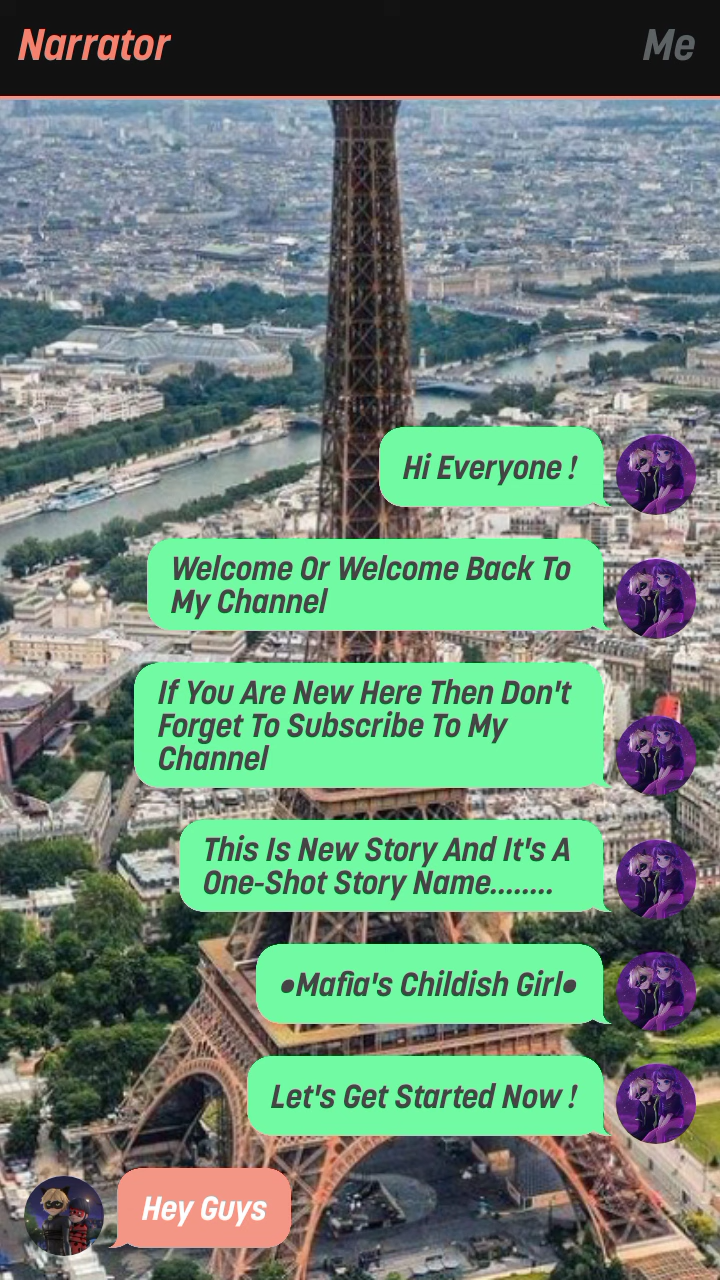 Narrator
Me
Hi Everyone !
Welcome Or Welcome Back To
My Channel
If You Are New Here Then Don't
Forget To Subscribe To My
Channel
This Is New Story And It's A
One-Shot Story Name........
•Mafia's Childish Girl•
Let's Get Started Now !
Hey Guys